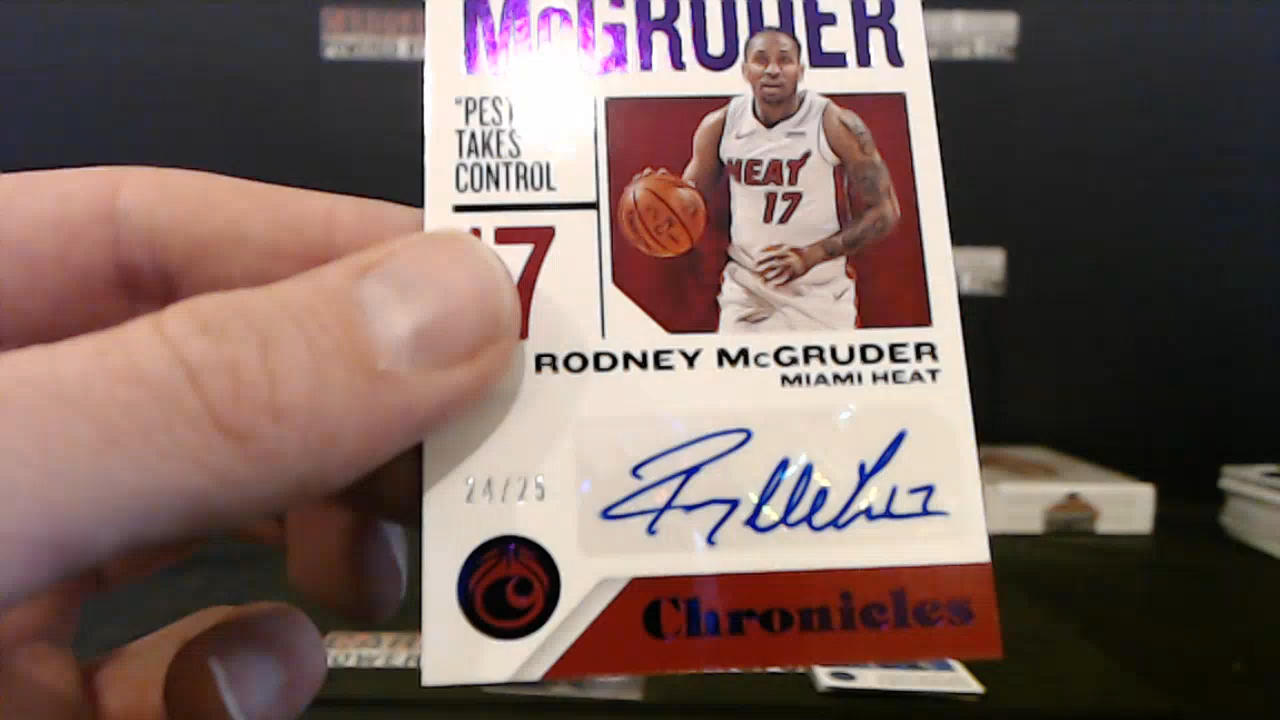 McGRUDER
"PEST
TAKES
CONTROL
HEAT
17
17
RODNEY McGRUDER
MIAMI HEAT
24/25
Chronicles